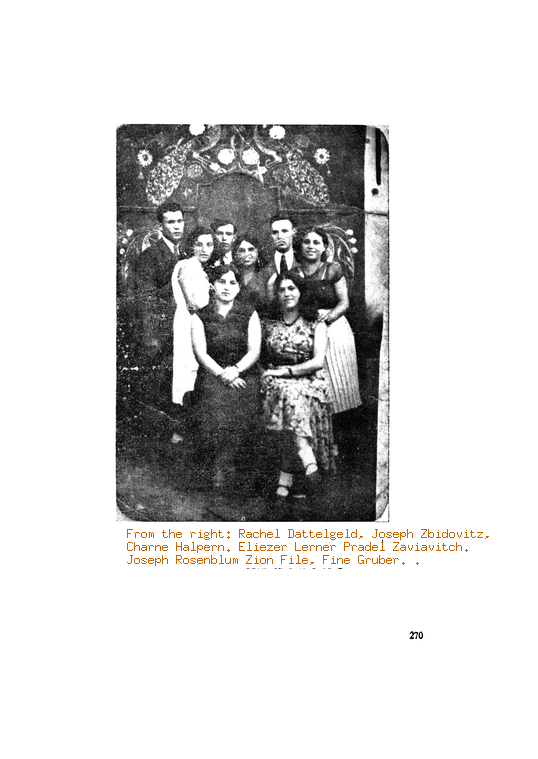 From the right: Rachel Dattelgeld, Joseph Zbidovitz,
Charne Halpern. Eliezer Lerner Pradel Zaviavitch.
Joseph Rosenblum Zion File, Fine Gruber. .
270